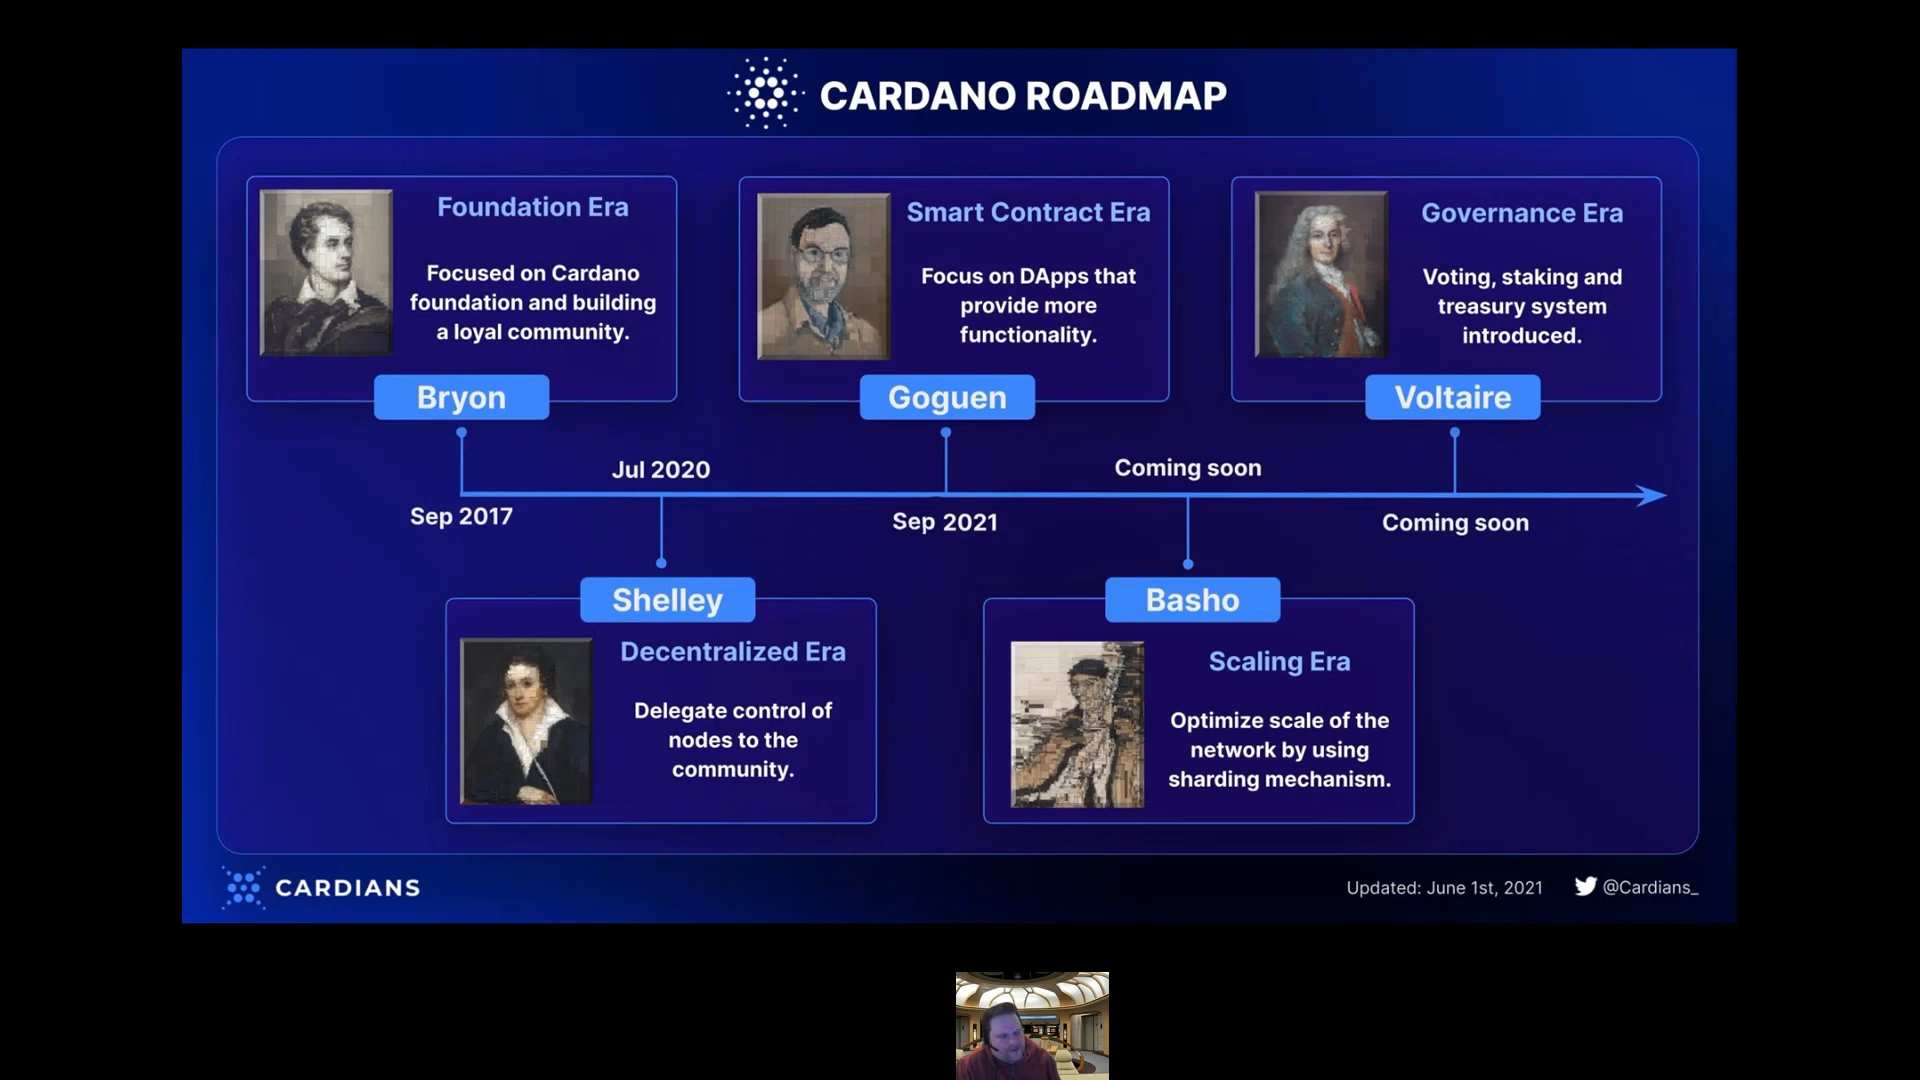 CARDANO ROADMAP
Foundation Era
Focused on Cardano
foundation and building
a loyal community.
Bryon
Smart Contract Era
Focus on DApps that
provide more
functionality.
Goguen
Governance Era
Voting, staking and
treasury system
introduced.
Voltaire
Sep 2017
Jul 2020
Sep 2021
Coming soon
Coming soon
Shelley
Decentralized Era
Delegate control of
nodes to the
community.
Basho
Scaling Era
Optimize scale of the
network by using
sharding mechanism.
CARDIANS
Updated: June 1st, 2021
@Cardians_